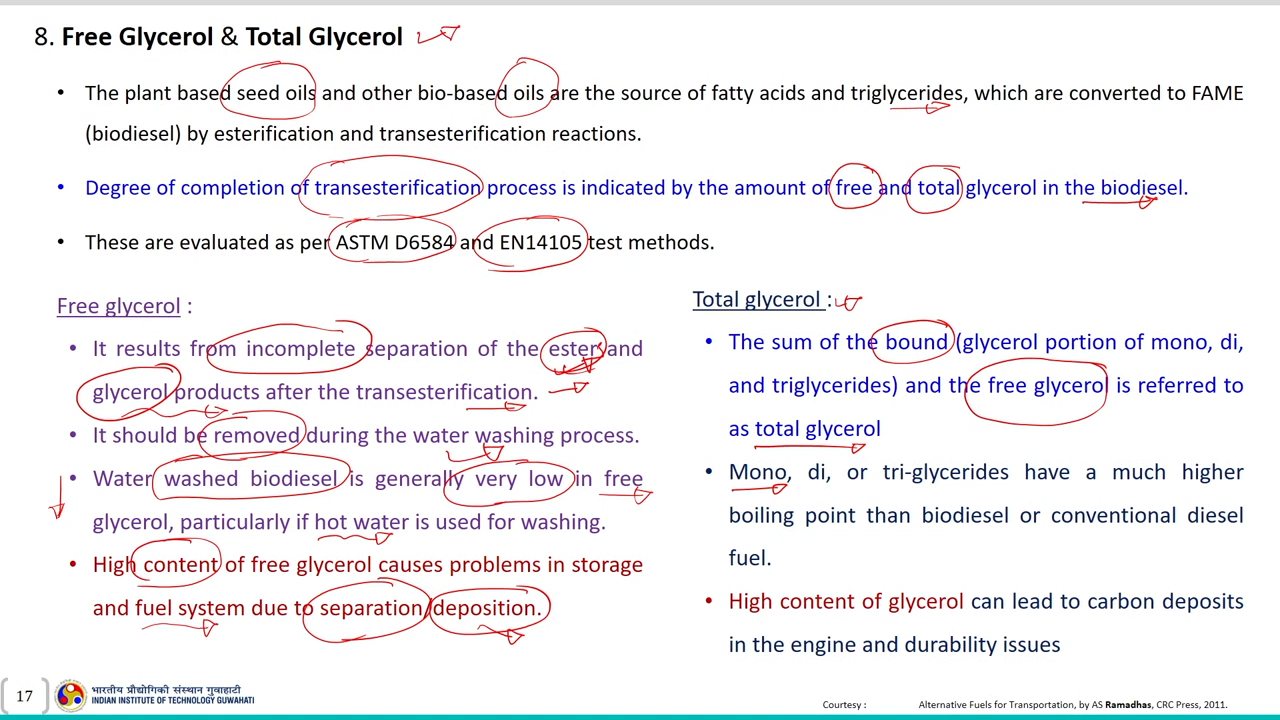 8. Free Glycerol & Total Glycerol
• The plant based seed oils and other bio-based oils are the source of fatty acids and triglycerides, which are converted to FAME
(biodiesel) by esterification and transesterification reactions.
• Degree of completion of transesterification process is indicated by the amount of free and total glycerol in the biodiesel.
• These are evaluated as per ASTM D6584 and EN14105 test methods.
Free glycerol :
• It results from incomplete separation of the ester and
glycerol products after the transesterification.
• It should be removed during the water washing process.
• Water washed biodiesel is generally very low in free
glycerol, particularly if hot water is used for washing.
• High content of free glycerol causes problems in storage
and fuel system due to separation/deposition.
Total glycerol :
• The sum of the bound (glycerol portion of mono, di,
and triglycerides) and the free glycerol is referred to
as total glycerol
• Mono, di, or tri-glycerides have a much higher
boiling point than biodiesel or conventional diesel
fuel.
• High content of glycerol can lead to carbon deposits
in the engine and durability issues
17
भारतीय प्रौद्योगिकी संस्थान गुवाहाटी
INDIAN INSTITUTE OF TECHNOLOGY GUWAHATI
Courtesy : Alternative Fuels for Transportation, by AS Ramadhas, CRC Press, 2011.